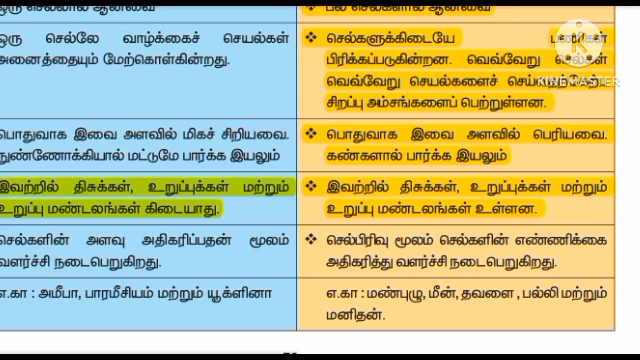 ஒரு செல்லால் ஆனவை
ஒரு செல்லே வாழ்க்கைச் செயல்கள்
அனைத்தையும் மேற்கொள்கின்றது.
பொதுவாக இவை அளவில் மிகச் சிறியவை.
நுண்ணோக்கியால் மட்டுமே பார்க்க இயலும்
இவற்றில் திசுக்கள், உறுப்புக்கள் மற்றும்
உறுப்பு மண்டலங்கள் கிடையாது.
செல்களின் அளவு அதிகரிப்பதன் மூலம்
வளர்ச்சி நடைபெறுகிறது.
எ.கா : அமீபா, பாரமீசியம் மற்றும் யூக்ளினா
பல செல்களால் ஆனவை
❖ செல்களுக்கிடையே பணிகள்
பிரிக்கப்படுகின்றன. வெவ்வேறு செல்கள்
வெவ்வேறு செயலகளைச்
சிறப்பு அம்சங்களைப் பெற்றுள்ளன.
❖ பொதுவாக இவை அளவில் பெரியவை.
கண்களால் பார்க்க இயலும்
❖ இவற்றில் திசுக்கள், உறுப்புக்கள் மற்றும்
உறுப்பு மண்டலங்கள் உள்ளன.
❖ செல்பிரிவு மூலம் செல்களின் எண்ணிக்கை
அதிகரித்து வளர்ச்சி நடைபெறுகிறது.
எ.கா : மண்புழு, மீன், தவளை , பல்லி மற்றும்
மனிதன்.
KINEMASTER